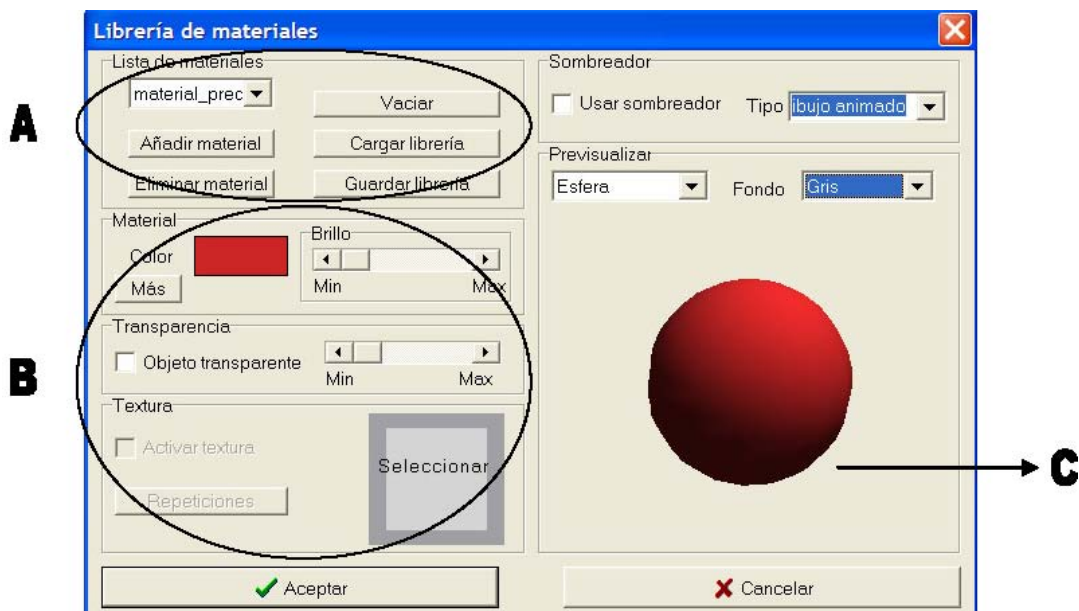 Librería de materiales
Lista de materiales
material_prec
Vaciar
Añadir material
Cargar librería
Eliminar material
Guardar librería
Material
Color
Más
Brillo
Min
Max
Transparencia
Objeto transparente
Min
Max
Textura
Activar textura
Repeticiones
Seleccionar
Sombreador
Usar sombreador
Tipo
ibujo animado
Previsualizar
Esfera
Fondo
Gris
Aceptar
Cancelar
A
B
C